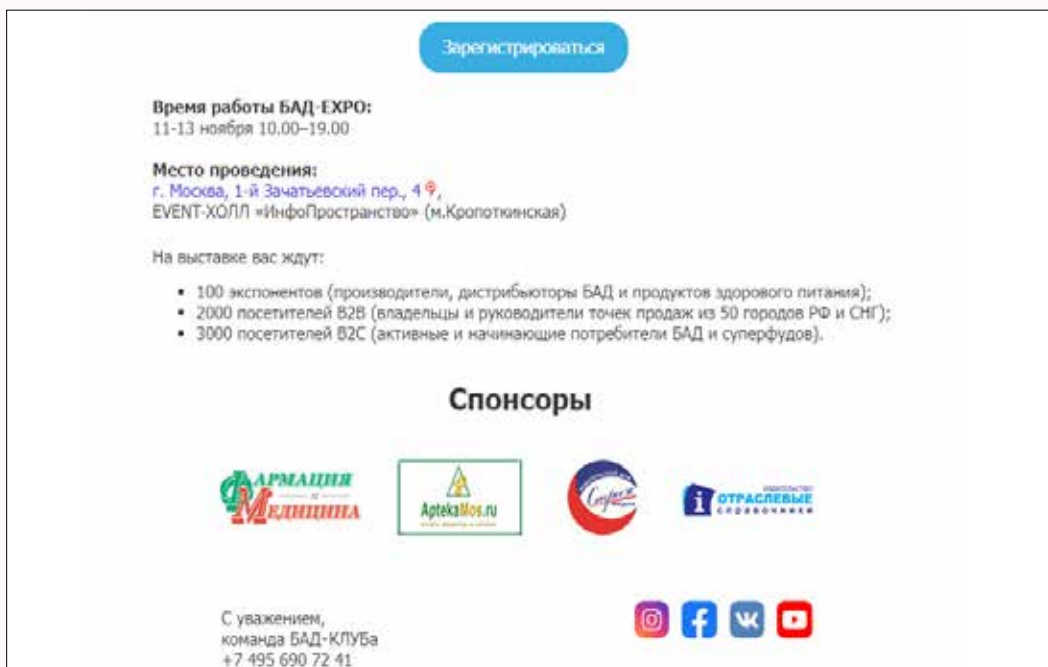 Зарегистрироваться
Время работы БАД-EXPO:
11-13 ноября 10.00–19.00
Место проведения:
г. Москва, 1-й Зачатьевский пер., 4 ,
EVENT-ХОЛЛ «ИнфоПространство» (м.Кропоткинская)
На выставке вас ждут:
▪ 100 экспонентов (производители, дистрибьюторы БАД и продуктов здорового питания);
▪ 2000 посетителей B2B (владельцы и руководители точек продаж из 50 городов РФ и СНГ);
▪ 3000 посетителей B2C (активные и начинающие потребители БАД и суперфудов).
Спонсоры
ФАРМАЦИЯ
И
МЕДИЦИНА
AptekaMos.ru
ИЗДАТЕЛЬСТВО
ОТРАСЛЕВЫЕ
справочники
С уважением,
команда БАД-КЛУБа
+7 495 690 72 41